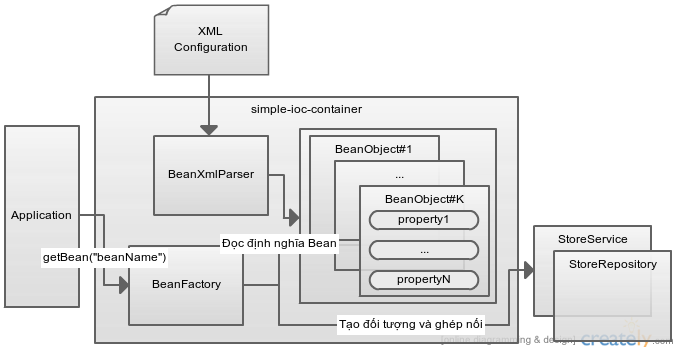 XML
Configuration
simple-ioc-container
BeanObject#1
...
BeanXmlParser
BeanObject#K
property1
Application
Đọc định nghĩa Bean
StoreService
...
getBean("beanName")
StoreRepository
BeanFactory
propertyN
Tạo đối tượng và ghép nối
[online diagramming & design] creately.com